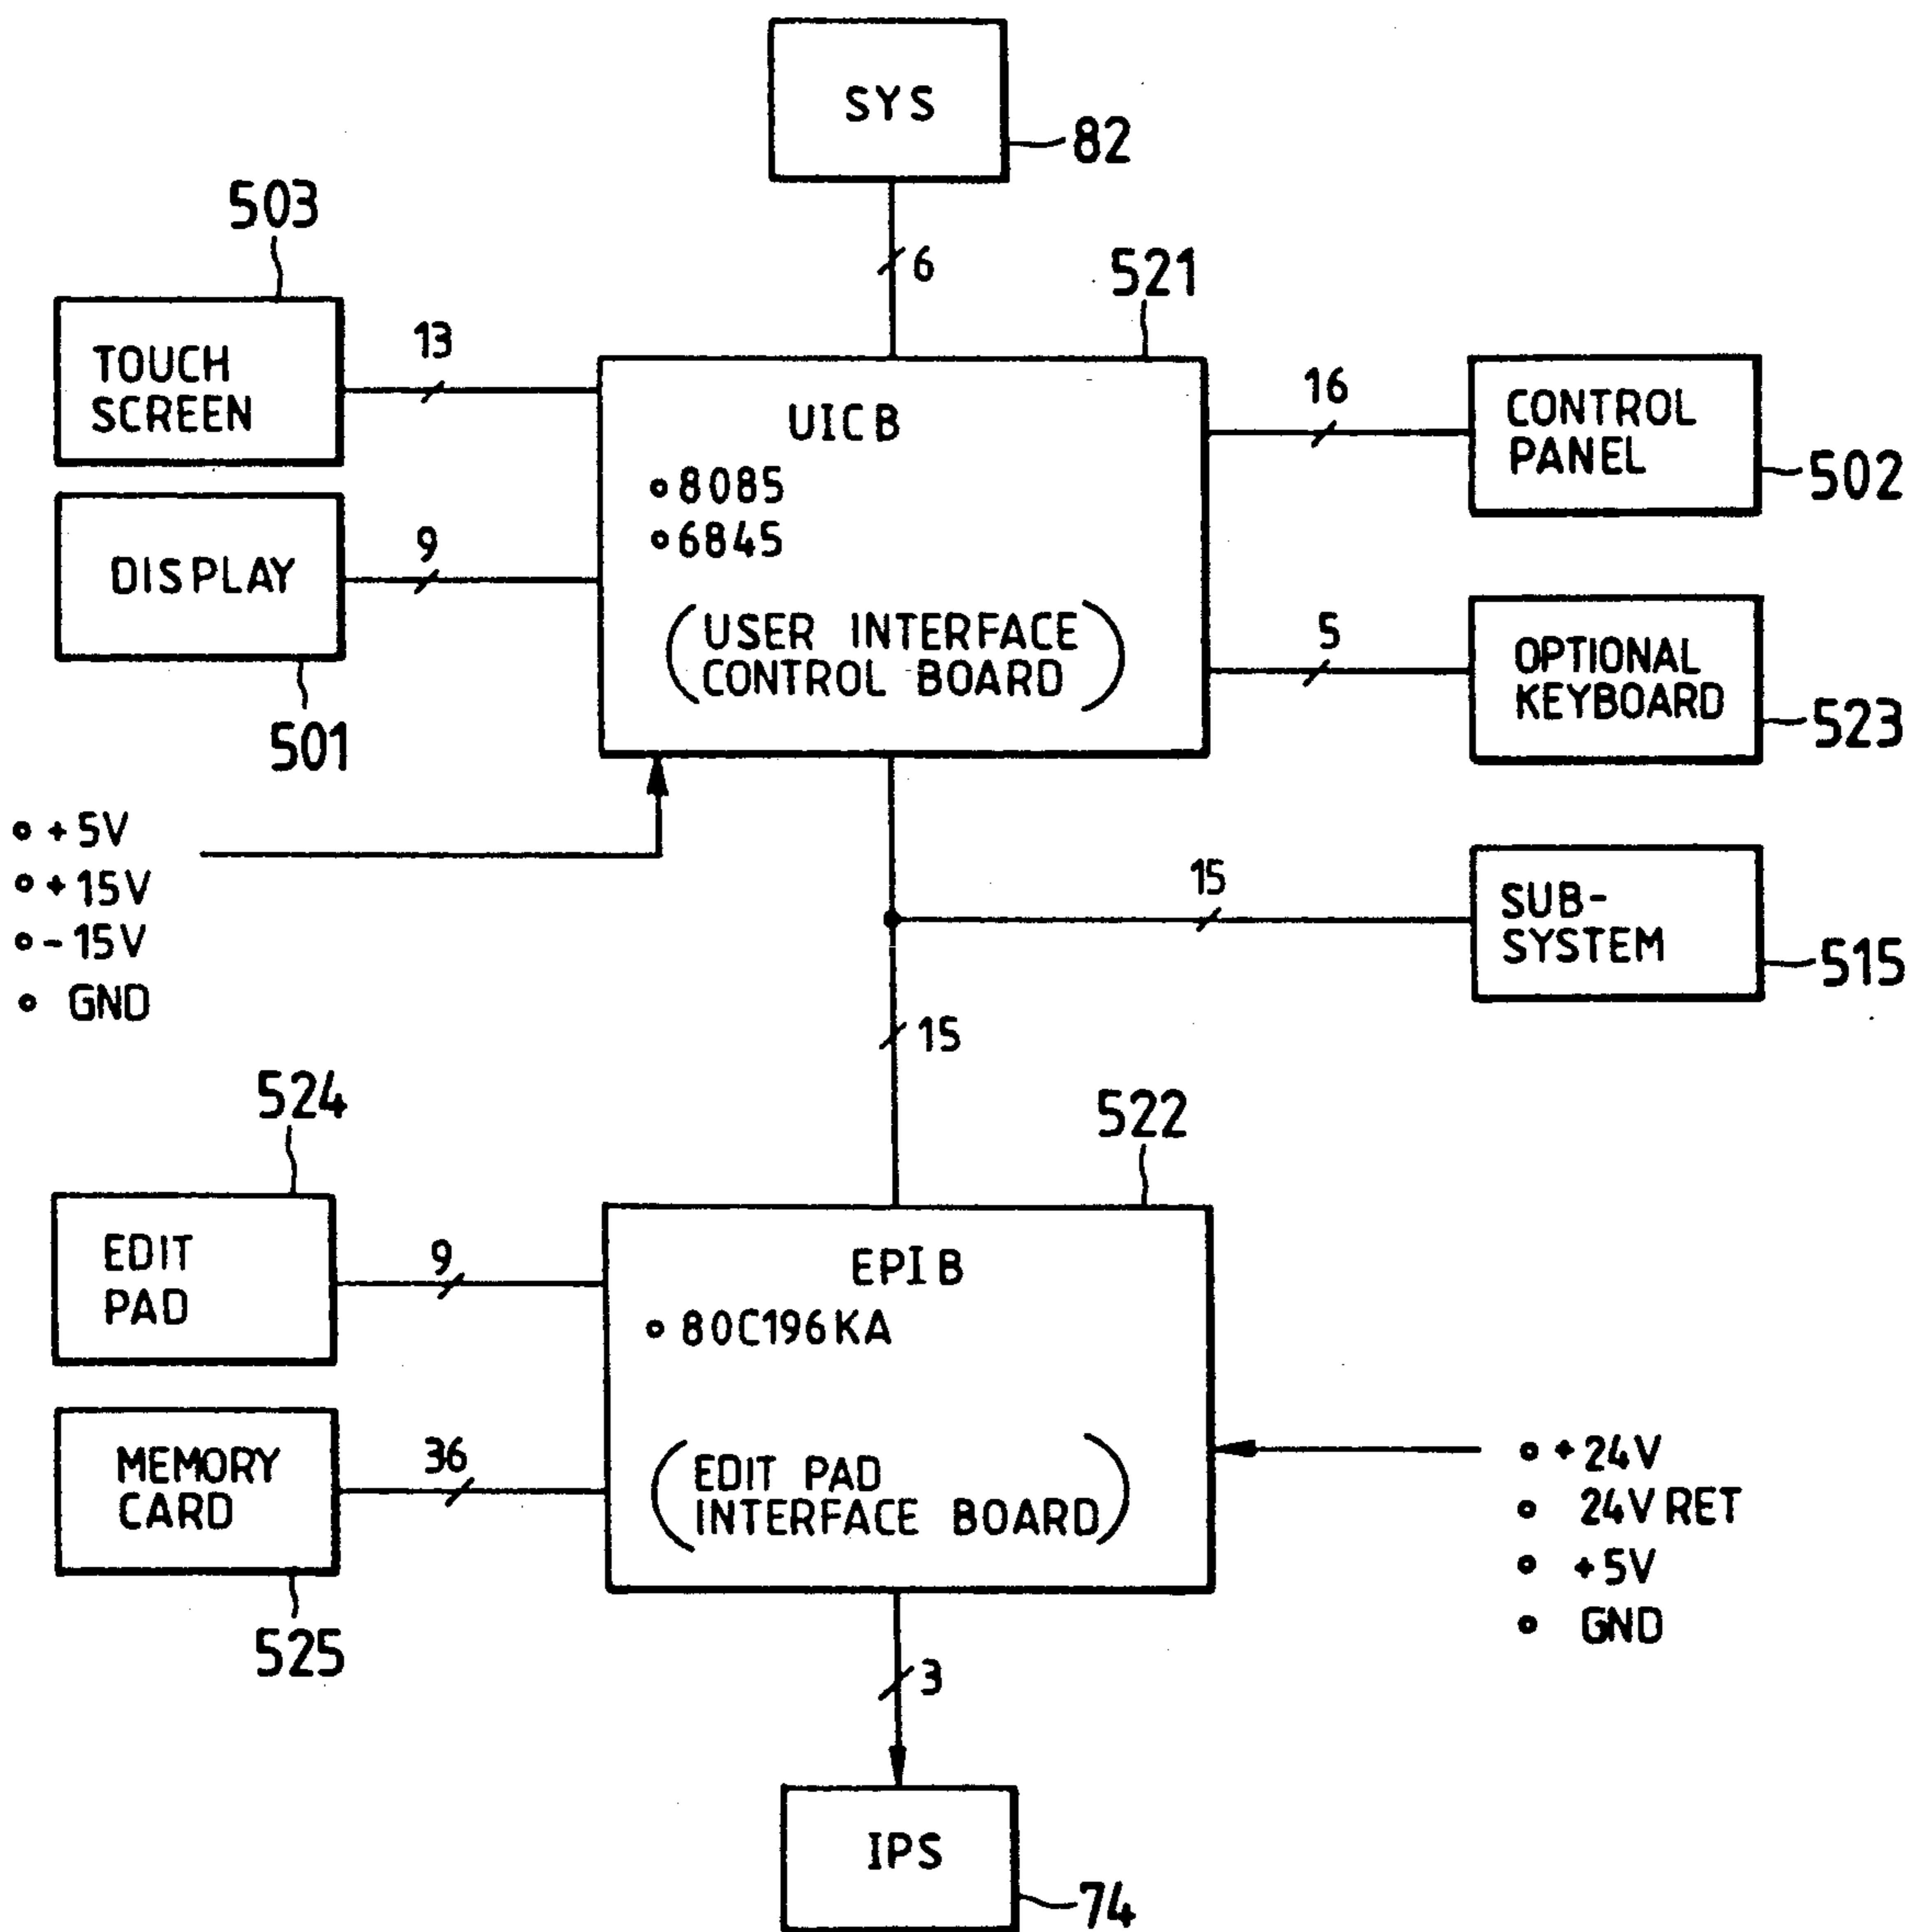 SYS
82
503
6
521
TOUCH
SCREEN
13
UICB
8085
6845
(USER INTERFACE
CONTROL BOARD)
16
CONTROL
PANEL
502
DISPLAY
9
501
5
OPTIONAL
KEYBOARD
523
+5V
+15V
-15V
GND
15
SUB-
SYSTEM
515
15
524
522
EDIT
PAD
9
EPIB
80C196KA
(EDIT PAD
INTERFACE BOARD)
MEMORY
CARD
36
525
+24V
24V RET
+5V
GND
3
IPS
74